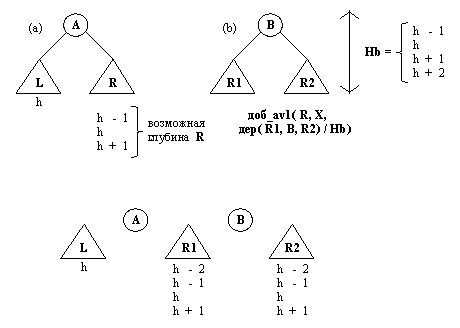 (a) A
(b) B
L R
h
h - 1
h
h + 1
возможная
глубина R
R1 R2
Hb =
h - 1
h
h + 1
h + 2
доб_avl( R, X,
дер( R1, B, R2) / Hb)
A B
L R1 R2
h
h - 2
h - 1
h
h + 1
h - 2
h - 1
h
h + 1